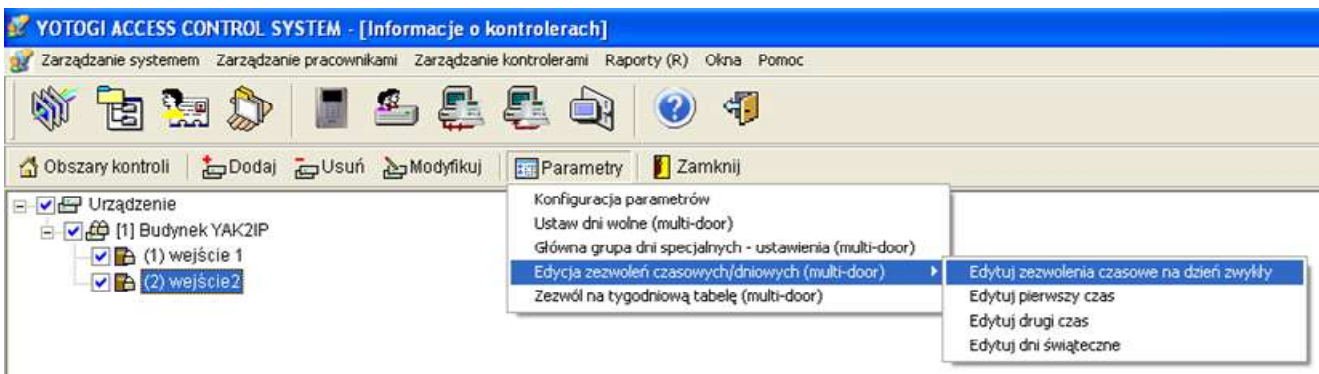 YOTOGI ACCESS CONTROL SYSTEM - [Informacje o kontrolerach]
Zarządzanie systemem Zarządzanie pracownikami Zarządzanie kontrolerami Raporty (R) Okna Pomoc
Obszary kontroli Dodaj Usuń Modyfikuj Parametry Zamknij
Urządzenie
[1] Budynek YAK2IP
(1) wejście 1
(2) wejście2
Konfiguracja parametrów
Ustaw dni wolne (multi-door)
Główna grupa dni specjalnych - ustawienia (multi-door)
Edycja zezwoleń czasowych/dniowych (multi-door)
Zezwól na tygodniową tabelę (multi-door)
Edytuj zezwolenia czasowe na dzień zwykły
Edytuj pierwszy czas
Edytuj drugi czas
Edytuj dni świąteczne